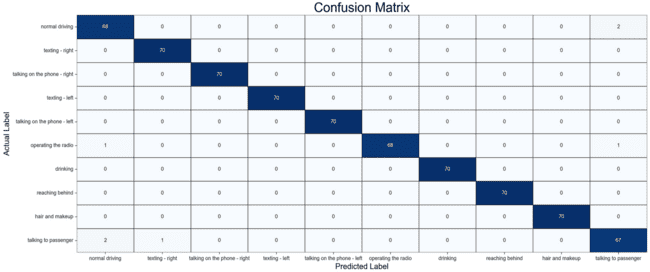 Confusion Matrix
Actual Label
normal driving 68 0 0 0 0 0 0 0 0 2
texting - right 0 70 0 0 0 0 0 0 0 0
talking on the phone - right 0 0 70 0 0 0 0 0 0 0
texting - left 0 0 0 70 0 0 0 0 0 0
talking on the phone - left 0 0 0 0 70 0 0 0 0 0
operating the radio 1 0 0 0 0 68 0 0 0 1
drinking 0 0 0 0 0 0 70 0 0 0
reaching behind 0 0 0 0 0 0 0 70 0 0
hair and makeup 0 0 0 0 0 0 0 0 70 0
talking to passenger 2 1 0 0 0 0 0 0 0 67
normal driving texting - right talking on the phone - right texting - left talking on the phone - left operating the radio drinking reaching behind hair and makeup talking to passenger
Predicted Label